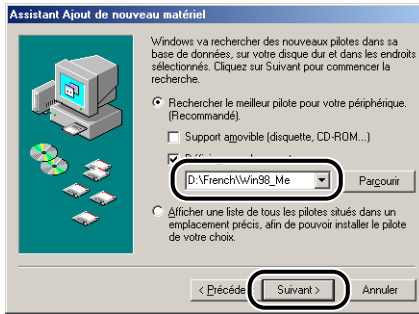 Assistant Ajout de nouveau matériel
Windows va rechercher des nouveaux pilotes dans sa
base de données, sur votre disque dur et dans les endroits
sélectionnés. Cliquez sur Suivant pour commencer la
recherche.
Rechercher le meilleur pilote pour votre périphérique.
(Recommandé).
Support amovible (disquette, CD-ROM...)
D:\French\Win98_Me
Parcourir
Afficher une liste de tous les pilotes situés dans un
emplacement précis, afin de pouvoir installer le pilote
de votre choix.
< Précéde
Suivant >
Annuler